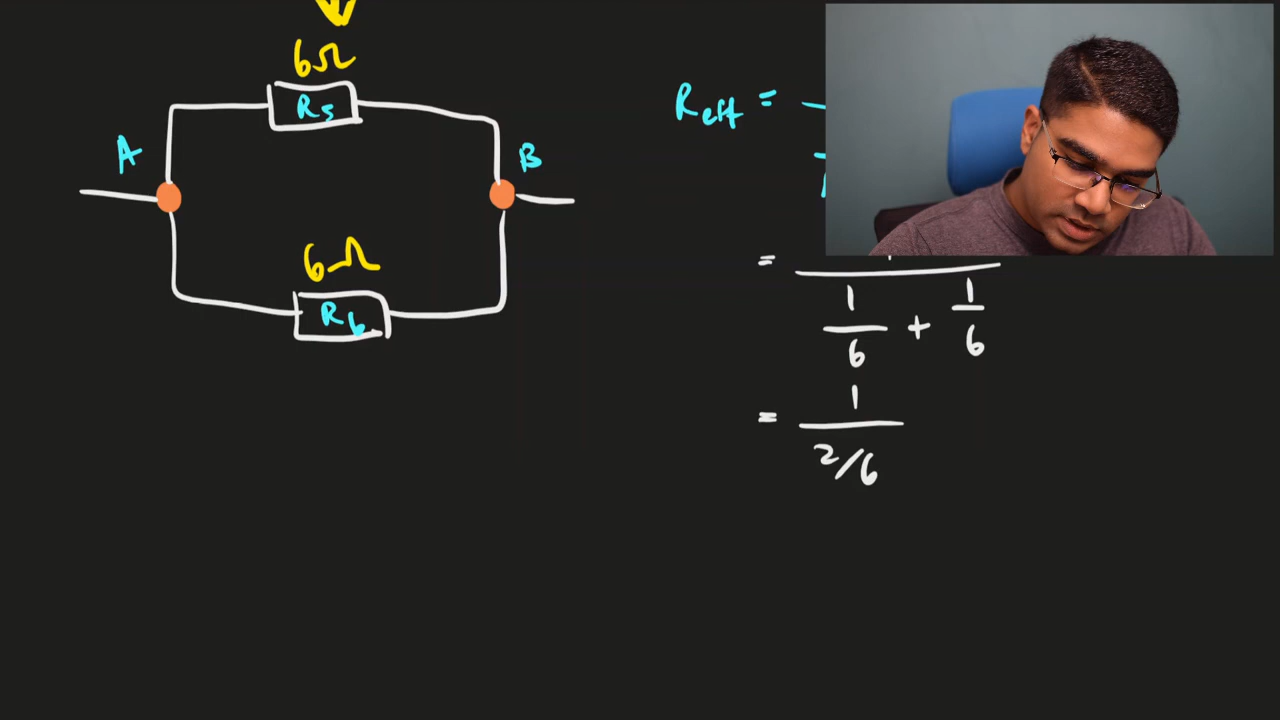 6Ω
R5
A
B
6Ω
R6
Reff =
=
1 1
6 + 6
= 1
2/6